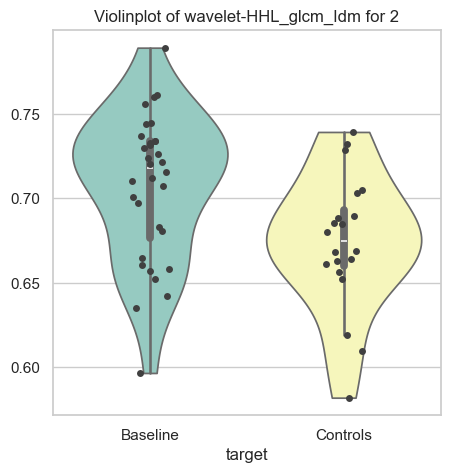 Violinplot of wavelet-HHL_glcm_Idm for 2
0.75
0.70
0.65
0.60
Baseline
Controls
target